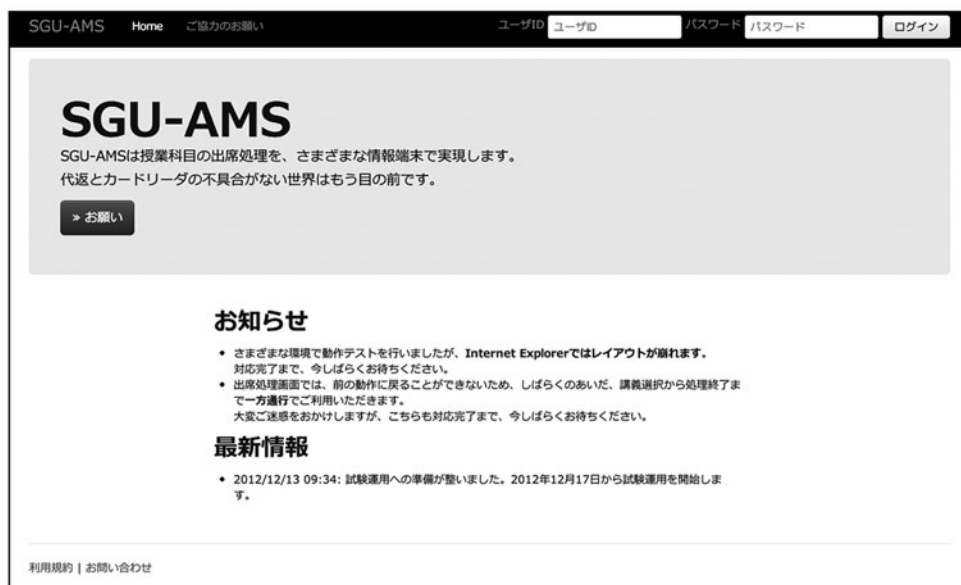 SGU-AMS Home ご協力のお願い ユーザID ユーザID パスワード パスワード ログイン
SGU-AMS
SGU-AMSは授業科目の出席処理を、さまざまな情報端末で実現します。
代返とカードリーダの不具合がない世界はもう目の前です。
» お願い
お知らせ
• さまざまな環境で動作テストを行いましたが、Internet Explorerではレイアウトが崩れます。
対応完了まで、今しばらくお待ちください。
• 出席処理画面では、前の動作に戻ることができないため、しばらくのあいだ、講義選択から処理終了ま
で一方通行でご利用いただきます。
大変ご迷惑をおかけしますが、こちらも対応完了まで、今しばらくお待ちください。
最新情報
• 2012/12/13 09:34: 試験運用への準備が整いました。2012年12月17日から試験運用を開始しま
す。
利用規約 | お問い合わせ